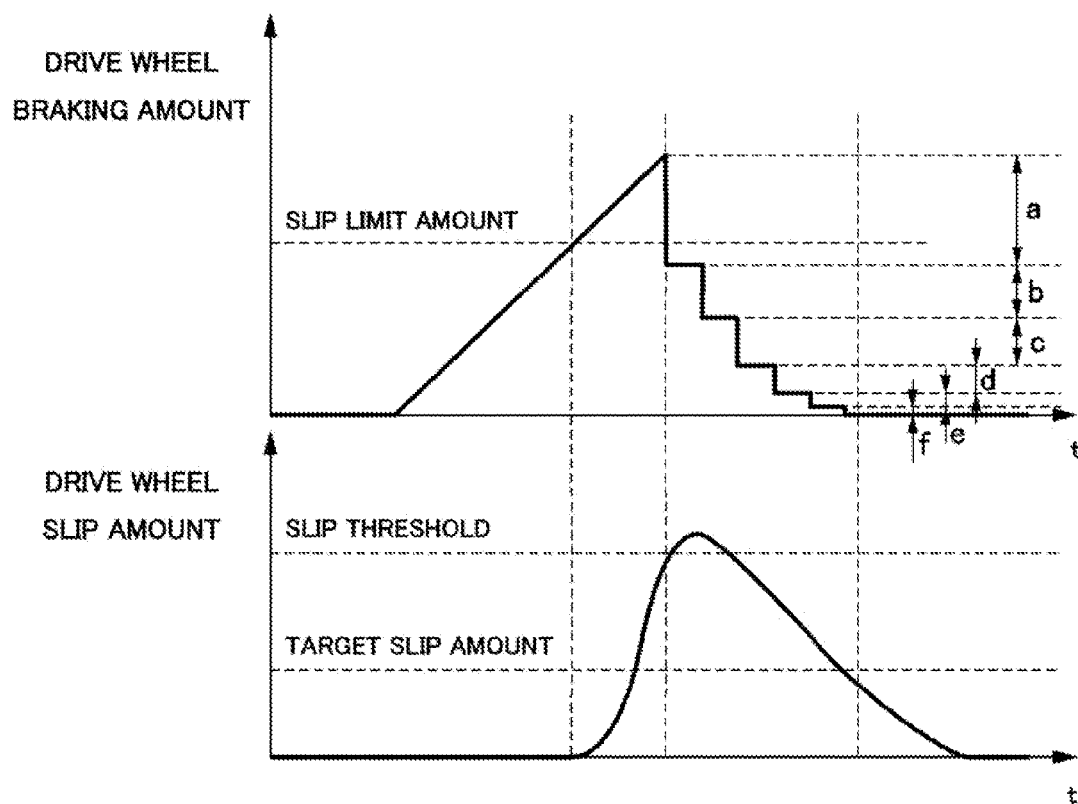 DRIVE WHEEL
BRAKING AMOUNT
SLIP LIMIT AMOUNT
a
b
c
d
e
f
t
DRIVE WHEEL
SLIP AMOUNT
SLIP THRESHOLD
TARGET SLIP AMOUNT
t